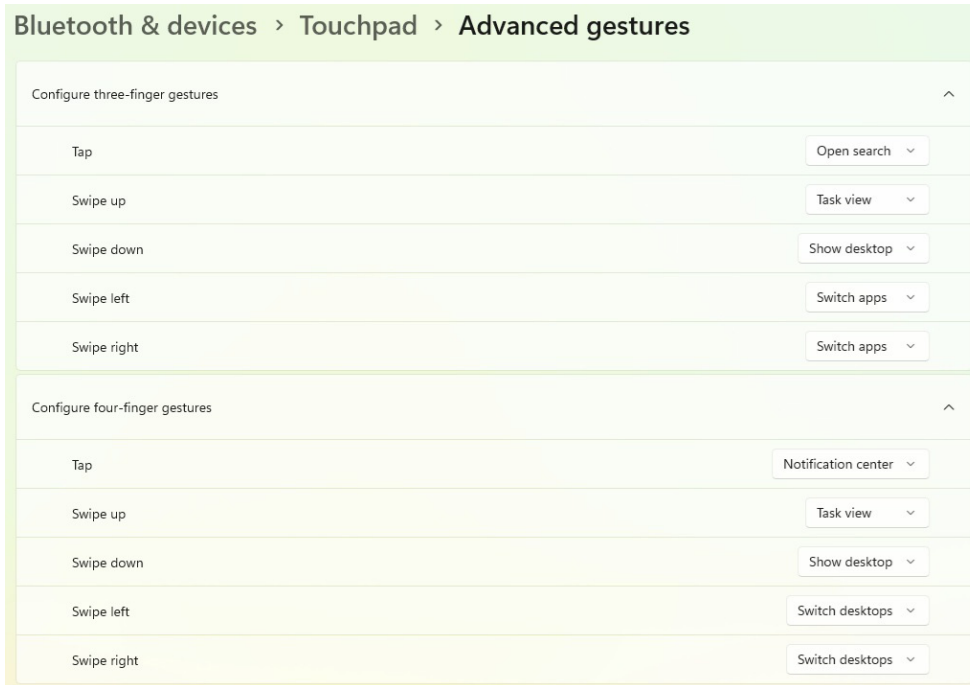 Bluetooth & devices > Touchpad > Advanced gestures
Configure three-finger gestures
Tap Open search
Swipe up Task view
Swipe down Show desktop
Swipe left Switch apps
Swipe right Switch apps
Configure four-finger gestures
Tap Notification center
Swipe up Task view
Swipe down Show desktop
Swipe left Switch desktops
Swipe right Switch desktops